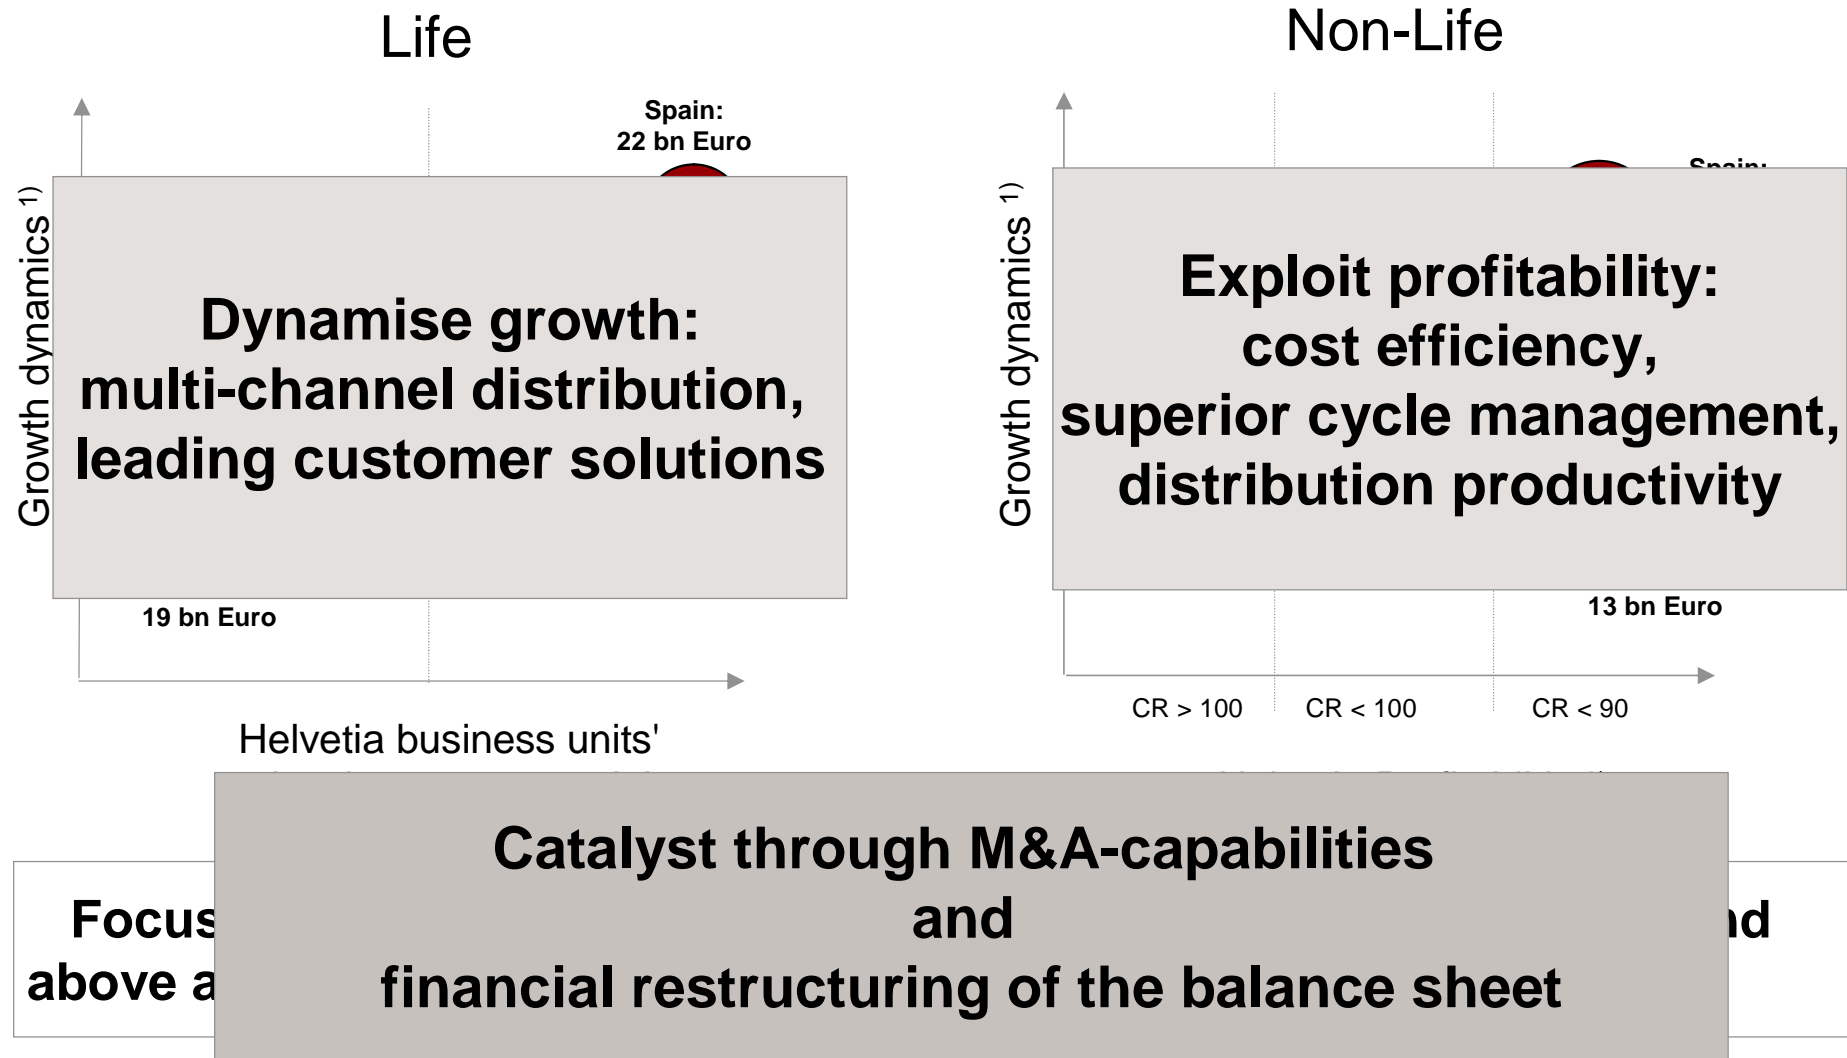 Life
Spain:
22 bn Euro
Growth dynamics 1)
Dynamise growth:
multi-channel distribution,
leading customer solutions
19 bn Euro
Helvetia business units'
Non-Life
Spain:
Growth dynamics 1)
Exploit profitability:
cost efficiency,
superior cycle management,
distribution productivity
13 bn Euro
CR > 100
CR < 100
CR < 90
Catalyst through M&A-capabilities
and
financial restructuring of the balance sheet
Focus
above a